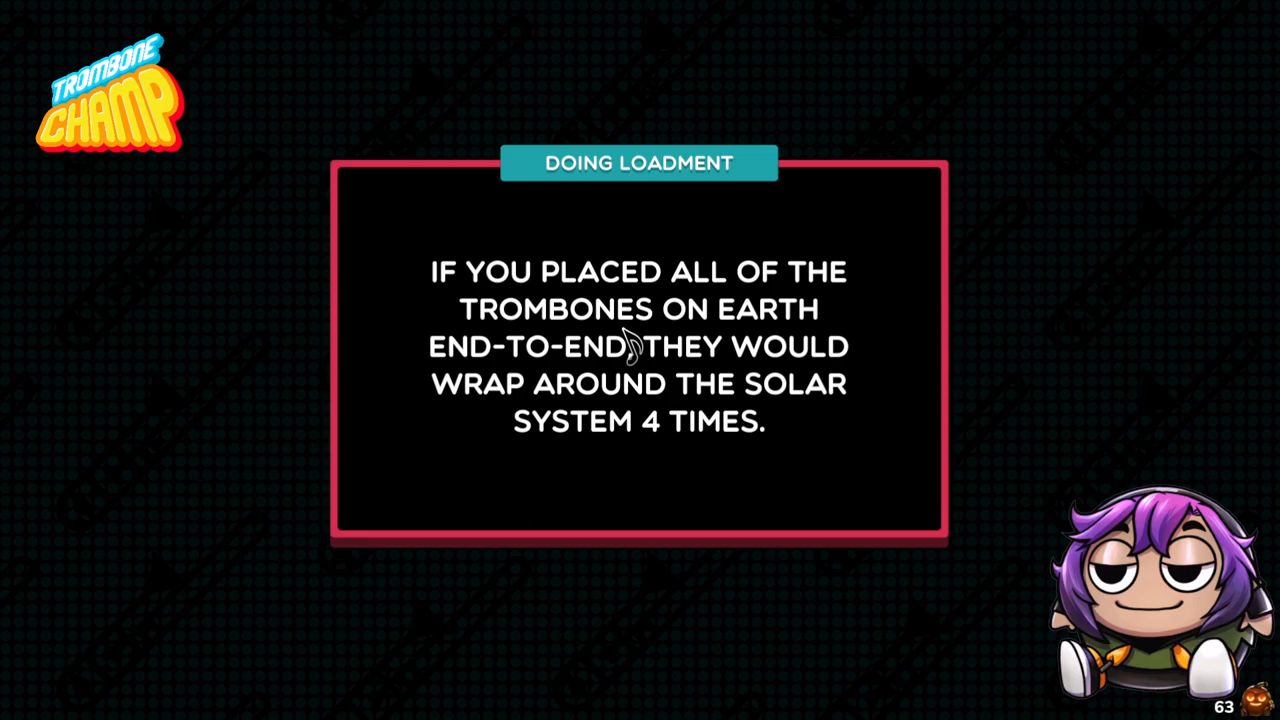 TROMBONE
CHAMP
DOING LOADMENT
IF YOU PLACED ALL OF THE
TROMBONES ON EARTH
END-TO-END THEY WOULD
WRAP AROUND THE SOLAR
SYSTEM 4 TIMES.
63